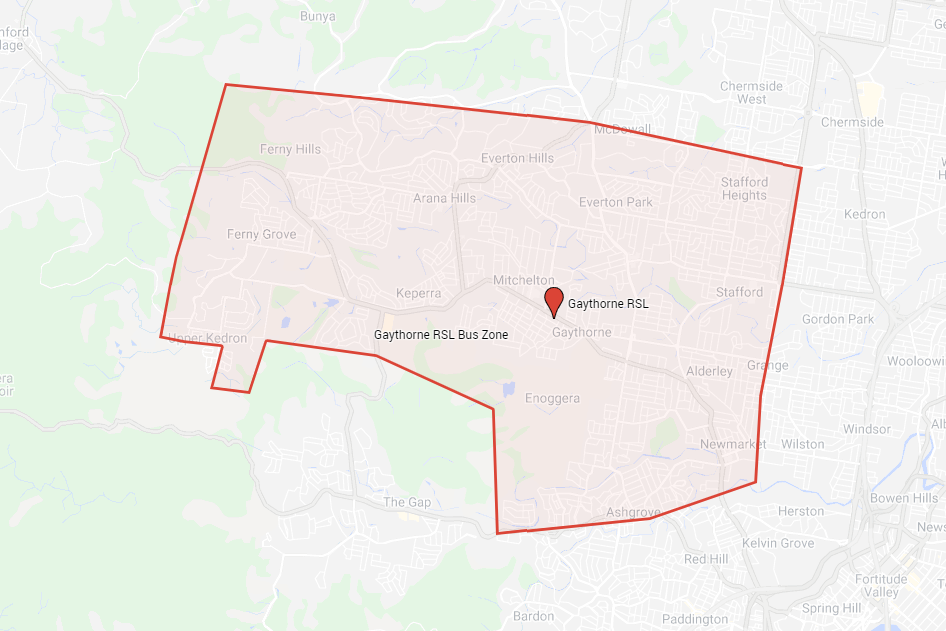 Bunya
Chermside
West
Chermside
McDowall
Ferny Hills
Everton Hills
Stafford
Heights
Arana Hills
Everton Park
Kedron
Ferny Grove
Mitchelton
Keperra
Stafford
Gaythorne RSL
Gordon Park
Gaythorne RSL Bus Zone
Gaythorne
Upper Kedron
Grange
Alderley
Enoggera
Windsor
Newmarket
Wilston
The Gap
Bowen Hills
Ashgrove
Herston
Kelvin Grove
Red Hill
Fortitude
Valley
Spring Hill
Bardon
Paddington